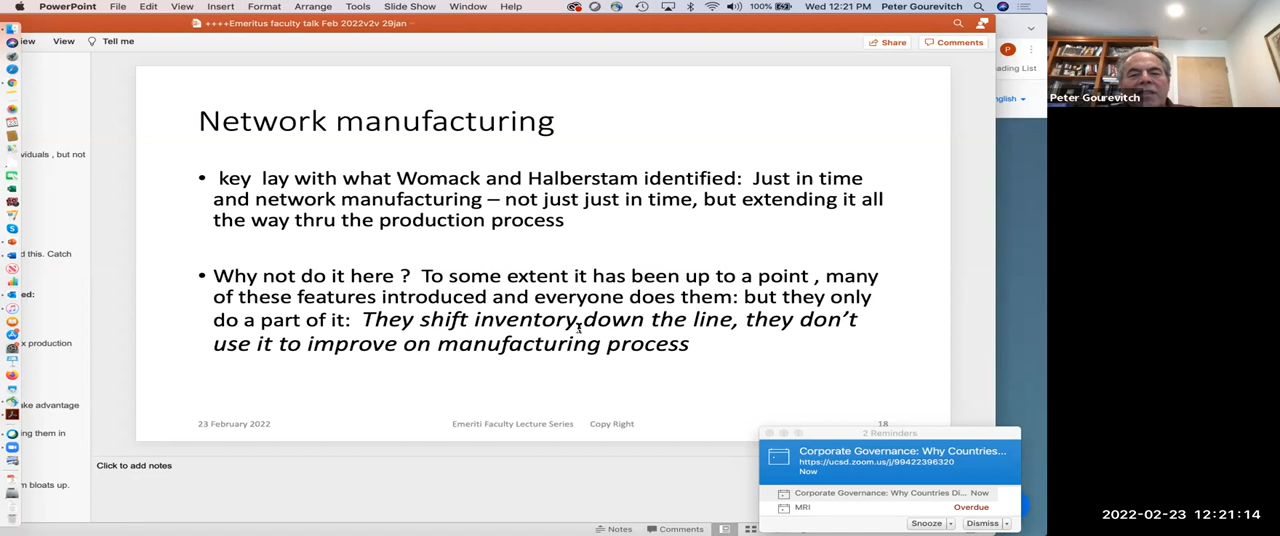 PowerPoint File Edit View Insert Format Arrange Tools Slide Show Window Help 100% Wed 12:21 PM Peter Gourevitch
++++Emeritus faculty talk Feb 2022v2v 29jan
iew View Tell me Share Comments
P
ading List
nglish
Peter Gourevitch
Network manufacturing
• key lay with what Womack and Halberstam identified: Just in time
and network manufacturing – not just just in time, but extending it all
the way thru the production process
• Why not do it here ? To some extent it has been up to a point , many
of these features introduced and everyone does them: but they only
do a part of it: They shift inventory down the line, they don’t
use it to improve on manufacturing process
23 February 2022 Emeriti Faculty Lecture Series Copy Right 18
viduals , but not
d this. Catch
ed:
x production
ake advantage
ing them in
m bloats up.
Click to add notes
Notes Comments
2 Reminders
Corporate Governance: Why Countries...
https://ucsd.zoom.us/j/99422396320
Now
Corporate Governance: Why Countries Di... Now
MRI Overdue
Snooze Dismiss
2022-02-23 12:21:14